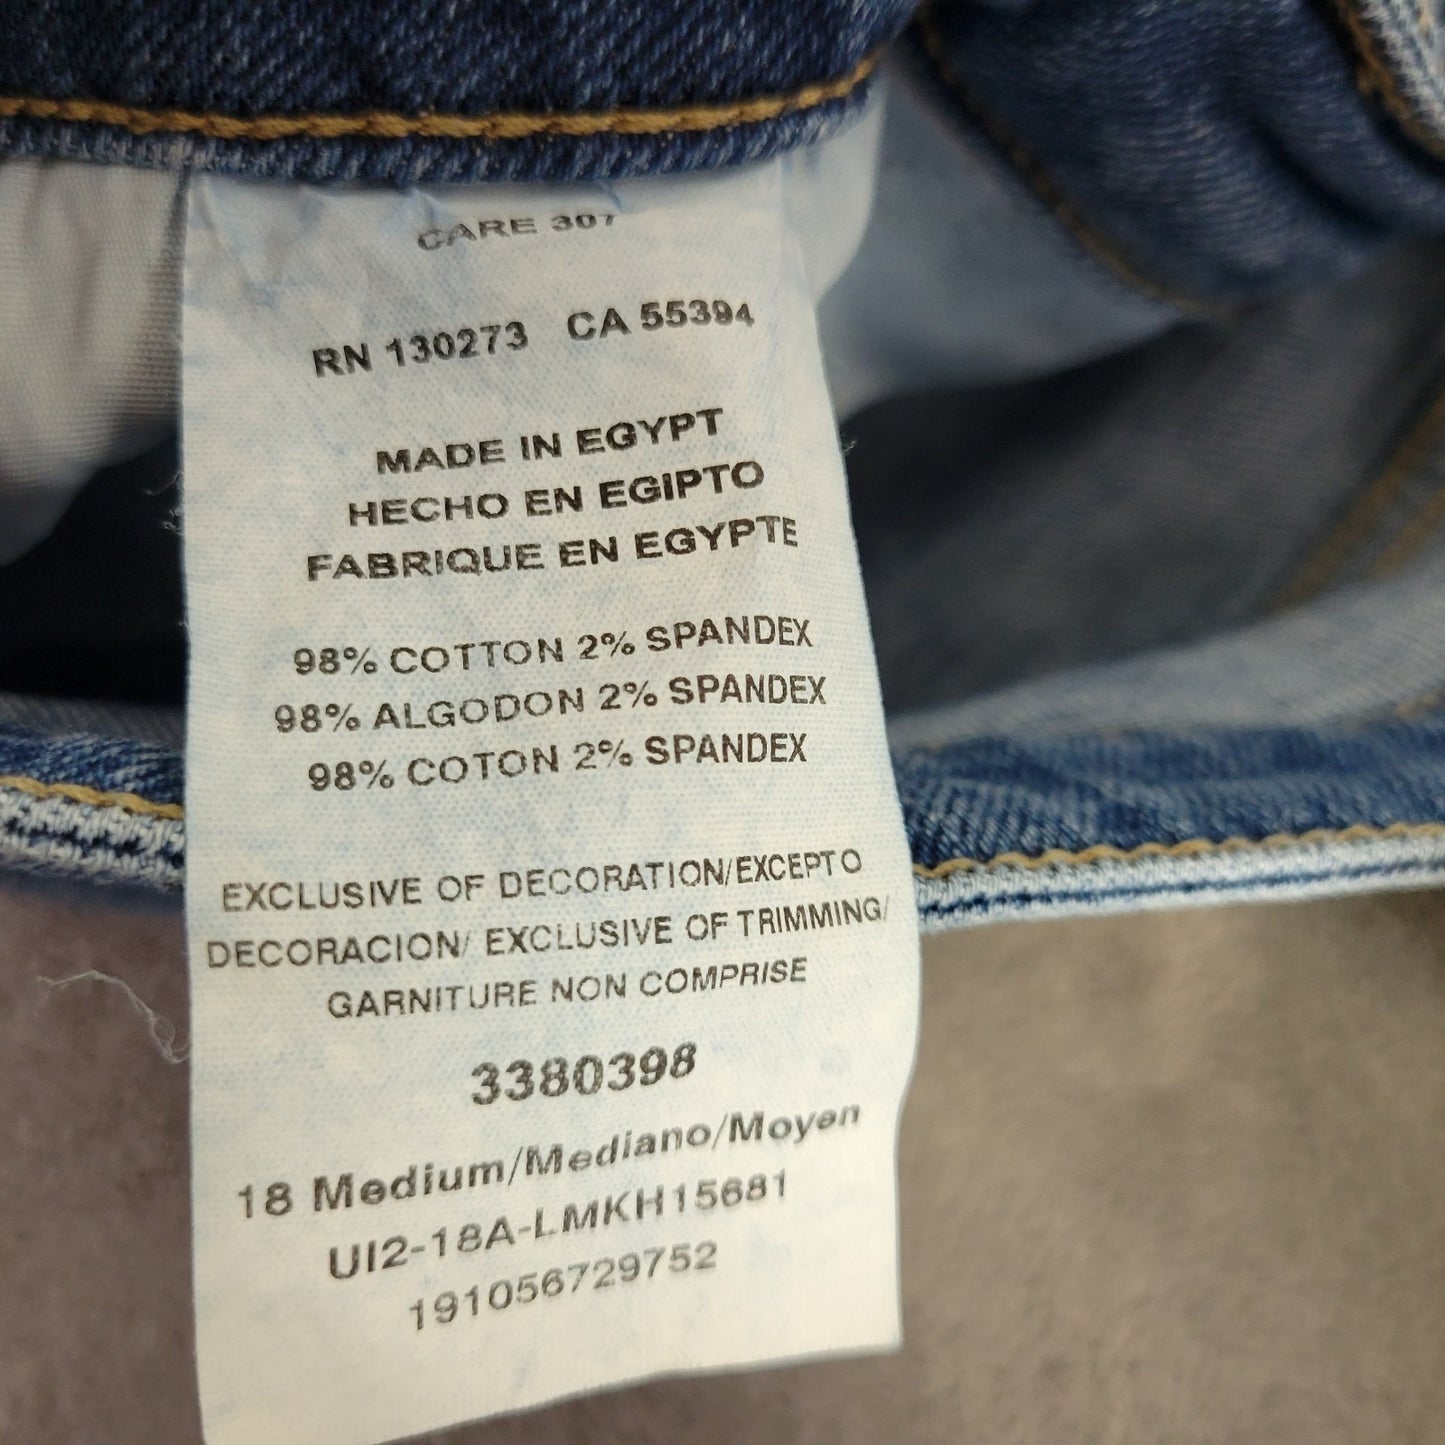 CARE 307
RN 130273 CA 55394
MADE IN EGYPT
HECHO EN EGIPTO
FABRIQUE EN EGYPTE
98% COTTON 2% SPANDEX
98% ALGODON 2% SPANDEX
98% COTON 2% SPANDEX
EXCLUSIVE OF DECORATION/EXCEPTO
DECORACION/ EXCLUSIVE OF TRIMMING/
GARNITURE NON COMPRISE
3380398
18 Medium/Mediano/Moyen
UI2-18A-LMKH15681
191056729752